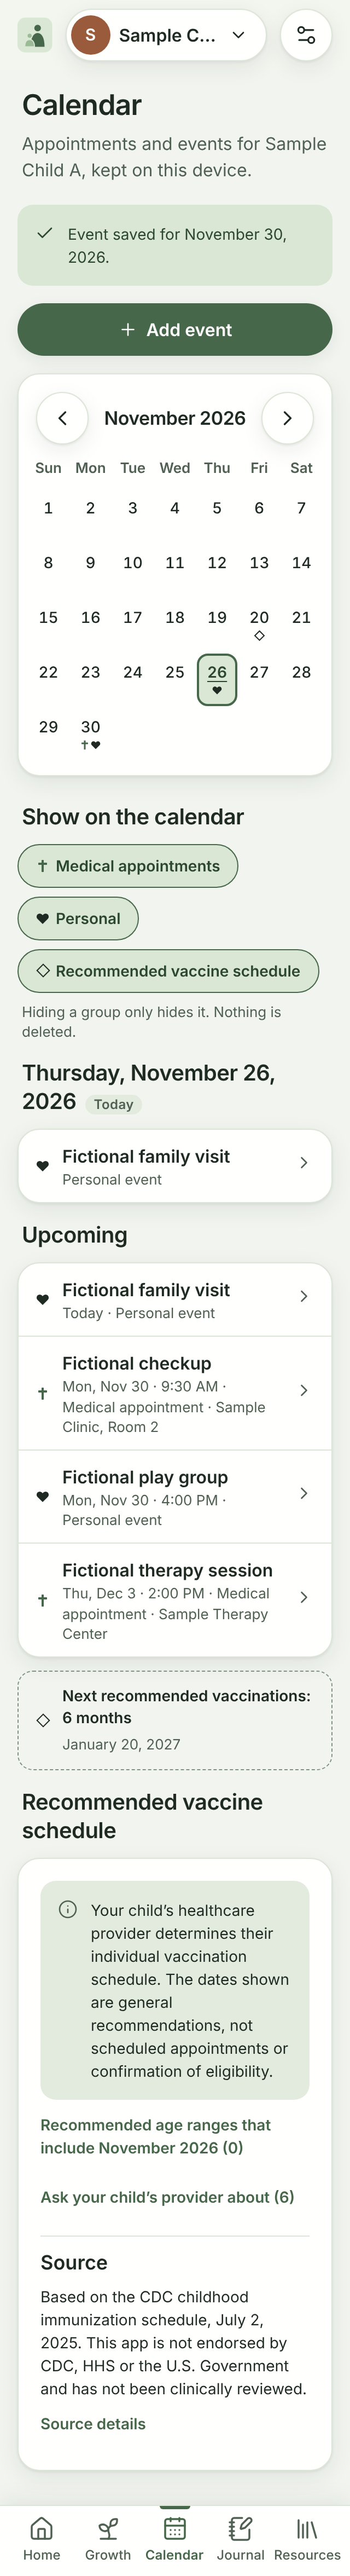 S Sample C...
Calendar
Appointments and events for Sample
Child A, kept on this device.
Event saved for November 30,
2026.
Add event
November 2026
Sun Mon Tue Wed Thu Fri Sat
1 2 3 4 5 6 7
8 9 10 11 12 13 14
15 16 17 18 19 20 21
22 23 24 25 26 27 28
29 30
Show on the calendar
Medical appointments
Personal
Recommended vaccine schedule
Hiding a group only hides it. Nothing is
deleted.
Thursday, November 26,
2026 Today
Fictional family visit
Personal event
Upcoming
Fictional family visit
Today · Personal event
Fictional checkup
Mon, Nov 30 · 9:30 AM ·
Medical appointment · Sample
Clinic, Room 2
Fictional play group
Mon, Nov 30 · 4:00 PM ·
Personal event
Fictional therapy session
Thu, Dec 3 · 2:00 PM · Medical
appointment · Sample Therapy
Center
Next recommended vaccinations:
6 months
January 20, 2027
Recommended vaccine
schedule
Your child’s healthcare
provider determines their
individual vaccination
schedule. The dates shown
are general
recommendations, not
scheduled appointments or
confirmation of eligibility.
Recommended age ranges that
include November 2026 (0)
Ask your child’s provider about (6)
Source
Based on the CDC childhood
immunization schedule, July 2,
2025. This app is not endorsed by
CDC, HHS or the U.S. Government
and has not been clinically reviewed.
Source details
Home Growth Calendar Journal Resources